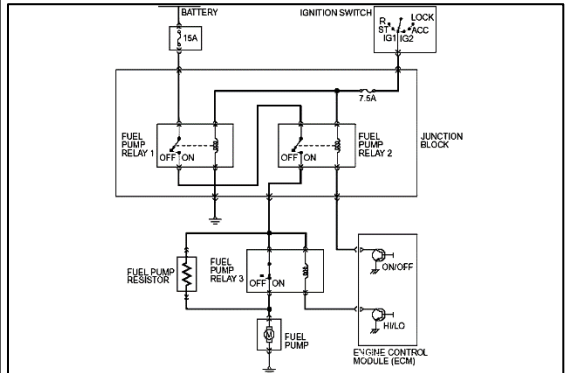 BATTERY
IGNITION SWITCH
LOCK
R
ST
ACC
IG1
IG2
15A
7.5A
FUEL
PUMP
RELAY 1
OFF
ON
OFF
ON
FUEL
PUMP
RELAY 2
JUNCTION
BLOCK
FUEL PUMP
RESISTOR
FUEL
PUMP
RELAY 3
OFF
ON
ON/OFF
HI/LO
M
FUEL
PUMP
ENGINE CONTROL
MODULE (ECM)